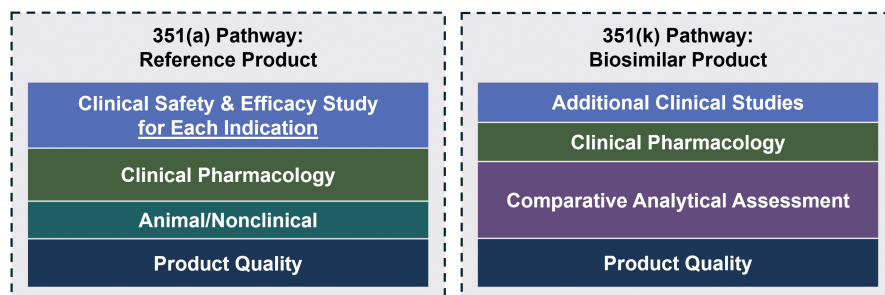 351(a) Pathway:
Reference Product
Clinical Safety & Efficacy Study
for Each Indication
Clinical Pharmacology
Animal/Nonclinical
Product Quality
351(k) Pathway:
Biosimilar Product
Additional Clinical Studies
Clinical Pharmacology
Comparative Analytical Assessment
Product Quality